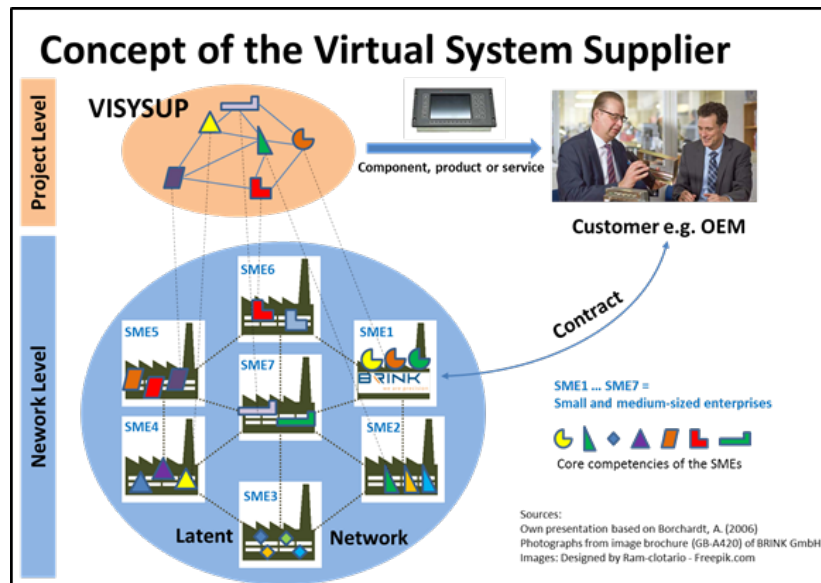 Concept of the Virtual System Supplier
Project Level
VISYSUP
Component, product or service
Customer e.g. OEM
Nework Level
SME6
SME5
SME1
BRINK
SME7
SME4
SME2
SME3
Latent
Network
Contract
SME1 ... SME7 =
Small and medium-sized enterprises
Core competencies of the SMEs
Sources:
Own presentation based on Borchardt, A. (2006)
Photographs from image brochure (GB-A420) of BRINK GmbH
Images: Designed by Ram-clotario - Freepik.com